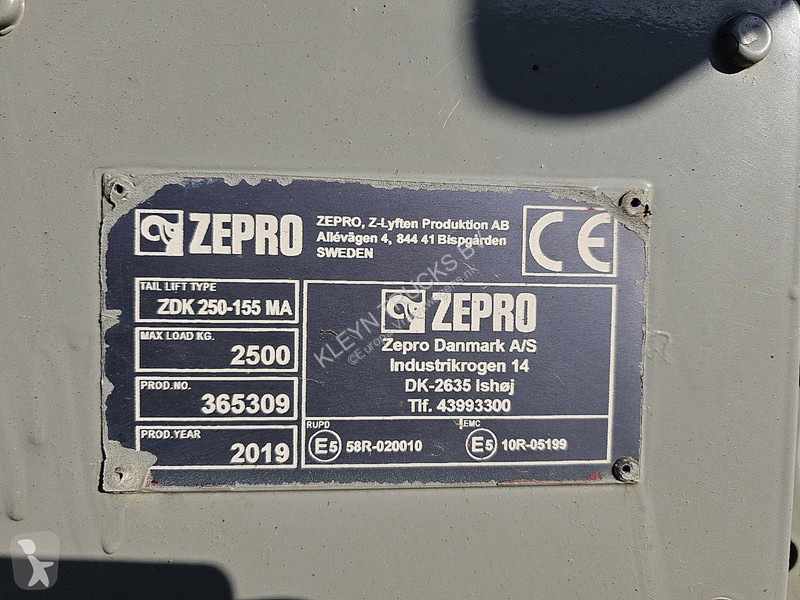 ZEPRO
ZEPRO, Z-Lyften Produktion AB
Allévägen 4, 844 41 Bispgården
SWEDEN
CE
TAIL LIFT TYPE
ZDK 250-155 MA
MAX LOAD KG.
2500
PROD.NO.
365309
PROD.YEAR
2019
ZEPRO
Zepro Danmark A/S
Industrikrogen 14
DK-2635 Ishøj
Tlf. 43993300
RUPD
E5 58R-020010
EMC
E5 10R-05199
KLEYN TRUCKS B.V.